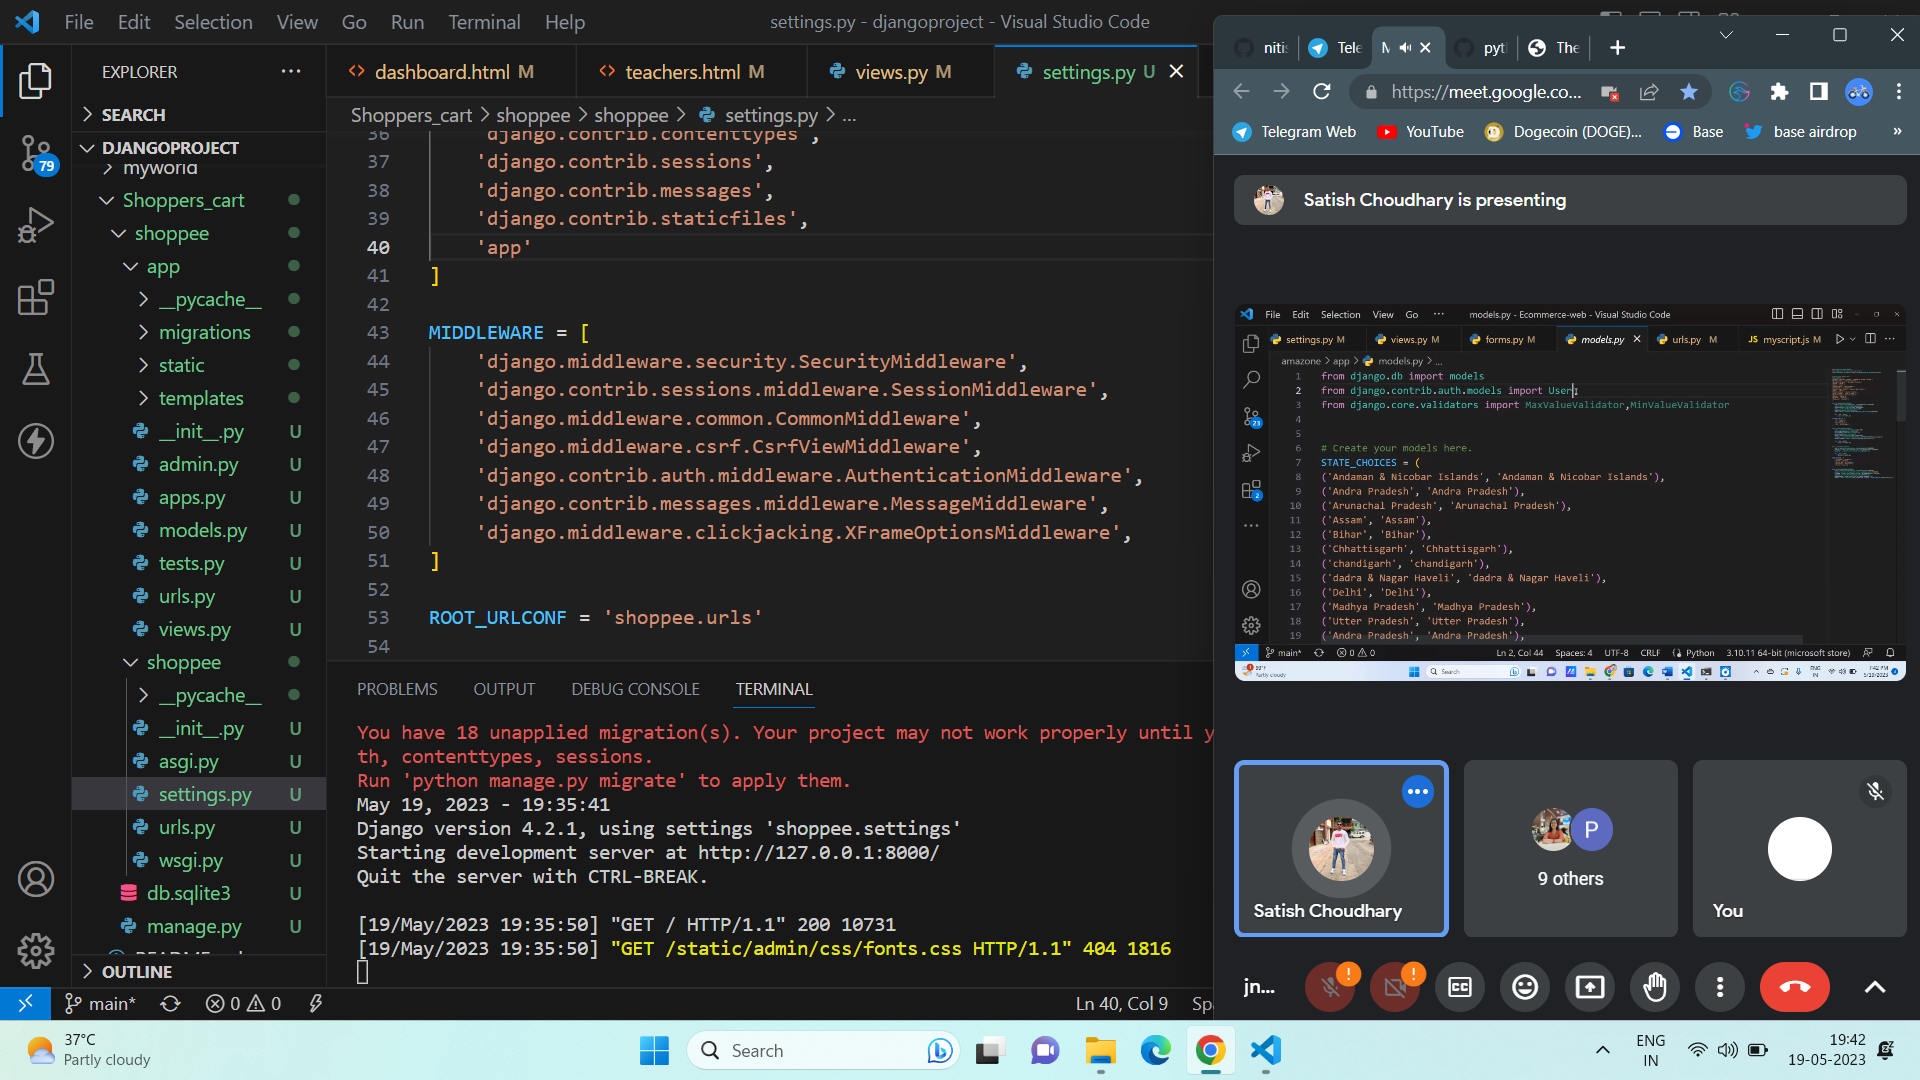 File Edit Selection View Go Run Terminal Help
settings.py - djangoproject - Visual Studio Code
EXPLORER
SEARCH
DJANGOPROJECT
myworld
Shoppers_cart
shoppee
app
__pycache__
migrations
static
templates
__init__.py U
admin.py U
apps.py U
models.py U
tests.py U
urls.py U
views.py U
shoppee
__pycache__
__init__.py U
asgi.py U
settings.py U
urls.py U
wsgi.py U
db.sqlite3 U
manage.py U
OUTLINE
79
dashboard.html M
teachers.html M
views.py M
settings.py U
Shoppers_cart > shoppee > shoppee > settings.py > ...
36 'django.contrib.contenttypes',
37 'django.contrib.sessions',
38 'django.contrib.messages',
39 'django.contrib.staticfiles',
40 'app'
41 ]
42
43 MIDDLEWARE = [
44 'django.middleware.security.SecurityMiddleware',
45 'django.contrib.sessions.middleware.SessionMiddleware',
46 'django.middleware.common.CommonMiddleware',
47 'django.middleware.csrf.CsrfViewMiddleware',
48 'django.contrib.auth.middleware.AuthenticationMiddleware',
49 'django.contrib.messages.middleware.MessageMiddleware',
50 'django.middleware.clickjacking.XFrameOptionsMiddleware',
51 ]
52
53 ROOT_URLCONF = 'shoppee.urls'
54
PROBLEMS OUTPUT DEBUG CONSOLE TERMINAL
You have 18 unapplied migration(s). Your project may not work properly until y
th, contenttypes, sessions.
Run 'python manage.py migrate' to apply them.
May 19, 2023 - 19:35:41
Django version 4.2.1, using settings 'shoppee.settings'
Starting development server at http://127.0.0.1:8000/
Quit the server with CTRL-BREAK.
[19/May/2023 19:35:50] "GET / HTTP/1.1" 200 10731
[19/May/2023 19:35:50] "GET /static/admin/css/fonts.css HTTP/1.1" 404 1816
main* 0 0
Ln 40, Col 9 Spa
niti Tele M pyt The
https://meet.google.co...
Telegram Web YouTube Dogecoin (DOGE)... Base base airdrop »
Satish Choudhary is presenting
File Edit Selection View Go ··· models.py - Ecommerce-web - Visual Studio Code
settings.py M views.py M forms.py M models.py urls.py M JS myscript.js M
amazone > app > models.py > ...
1 from django.db import models
2 from django.contrib.auth.models import User
3 from django.core.validators import MaxValueValidator,MinValueValidator
4
5
6 # Create your models here.
7 STATE_CHOICES = (
8 ('Andaman & Nicobar Islands', 'Andaman & Nicobar Islands'),
9 ('Andra Pradesh', 'Andra Pradesh'),
10 ('Arunachal Pradesh', 'Arunachal Pradesh'),
11 ('Assam', 'Assam'),
12 ('Bihar', 'Bihar'),
13 ('Chhattisgarh', 'Chhattisgarh'),
14 ('chandigarh', 'chandigarh'),
15 ('dadra & Nagar Haveli', 'dadra & Nagar Haveli'),
16 ('Delhi', 'Delhi'),
17 ('Madhya Pradesh', 'Madhya Pradesh'),
18 ('Utter Pradesh', 'Utter Pradesh'),
19 ('Andra Pradesh', 'Andra Pradesh'),
23
2
main* 0 0 Ln 2, Col 44 Spaces: 4 UTF-8 CRLF Python 3.10.11 64-bit (microsoft store)
Partly cloudy Search
Satish Choudhary
P
9 others
You
jn...
37°C
Partly cloudy
Search
ENG
IN
19:42
19-05-2023